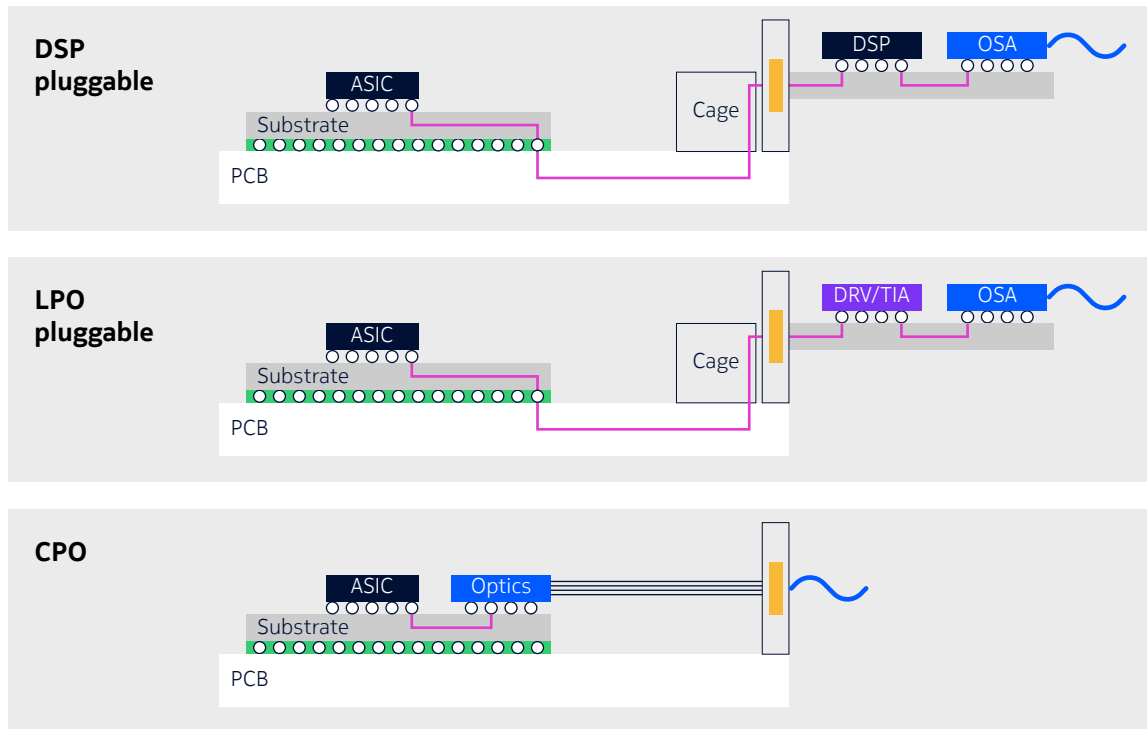 DSP
pluggable
ASIC
Substrate
PCB
Cage
DSP
OSA
LPO
pluggable
ASIC
Substrate
PCB
Cage
DRV/TIA
OSA
CPO
ASIC
Optics
Substrate
PCB